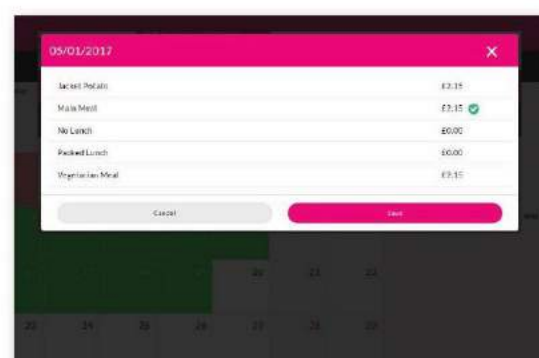 05/01/2017 ×
Jacket Potato £2.15
Main Meal £2.15
No Lunch £0.00
Packed Lunch £0.00
Vegetarian Meal £2.15
Cancel Save
20 21 22
23 24 25 26 27 28 29